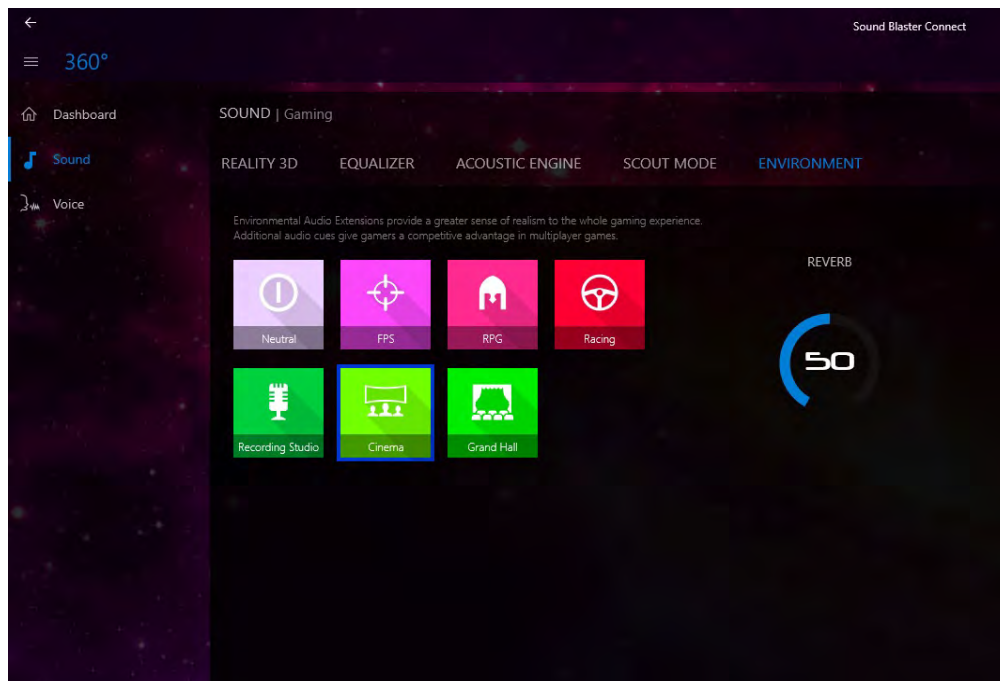 Sound Blaster Connect
360°
Dashboard
Sound
Voice
SOUND | Gaming
REALITY 3D EQUALIZER ACOUSTIC ENGINE SCOUT MODE ENVIRONMENT
Environmental Audio Extensions provide a greater sense of realism to the whole gaming experience.
Additional audio cues give gamers a competitive advantage in multiplayer games.
Neutral FPS RPG Racing
Recording Studio Cinema Grand Hall
REVERB
50